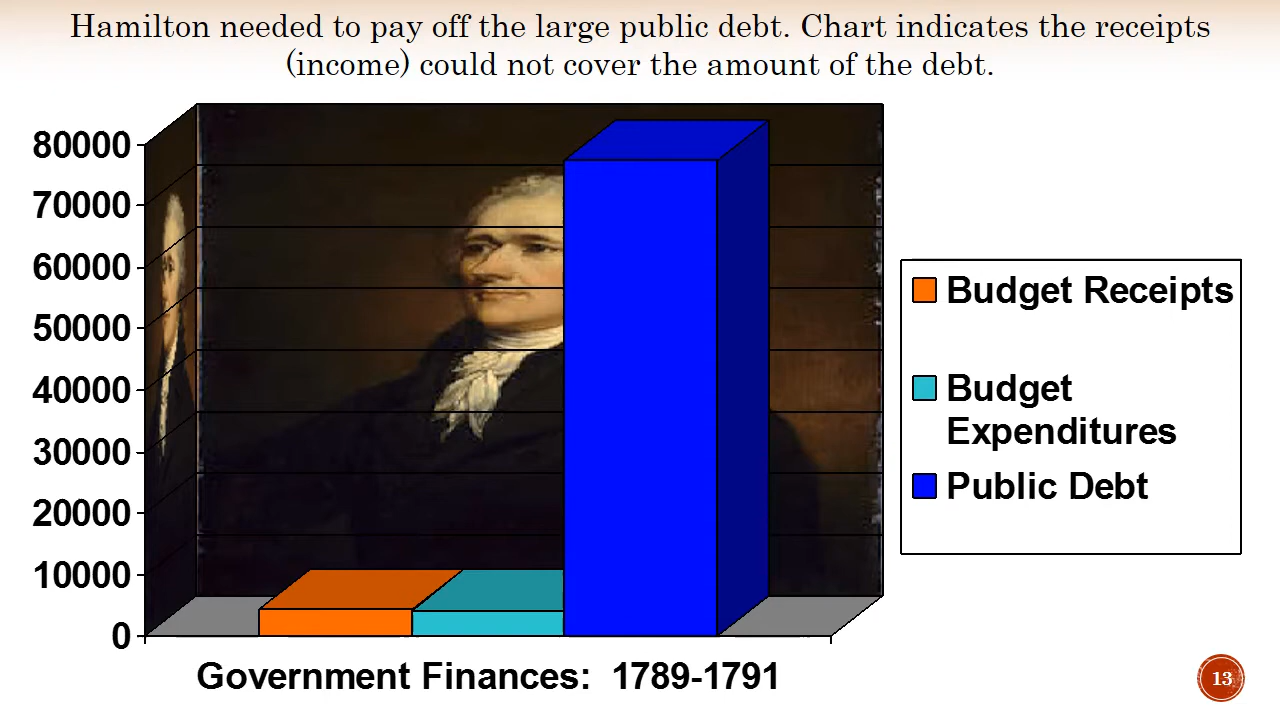 Hamilton needed to pay off the large public debt. Chart indicates the receipts
(income) could not cover the amount of the debt.
80000
70000
60000
50000
40000
30000
20000
10000
0
Budget Receipts
Budget
Expenditures
Public Debt
Government Finances: 1789-1791
13